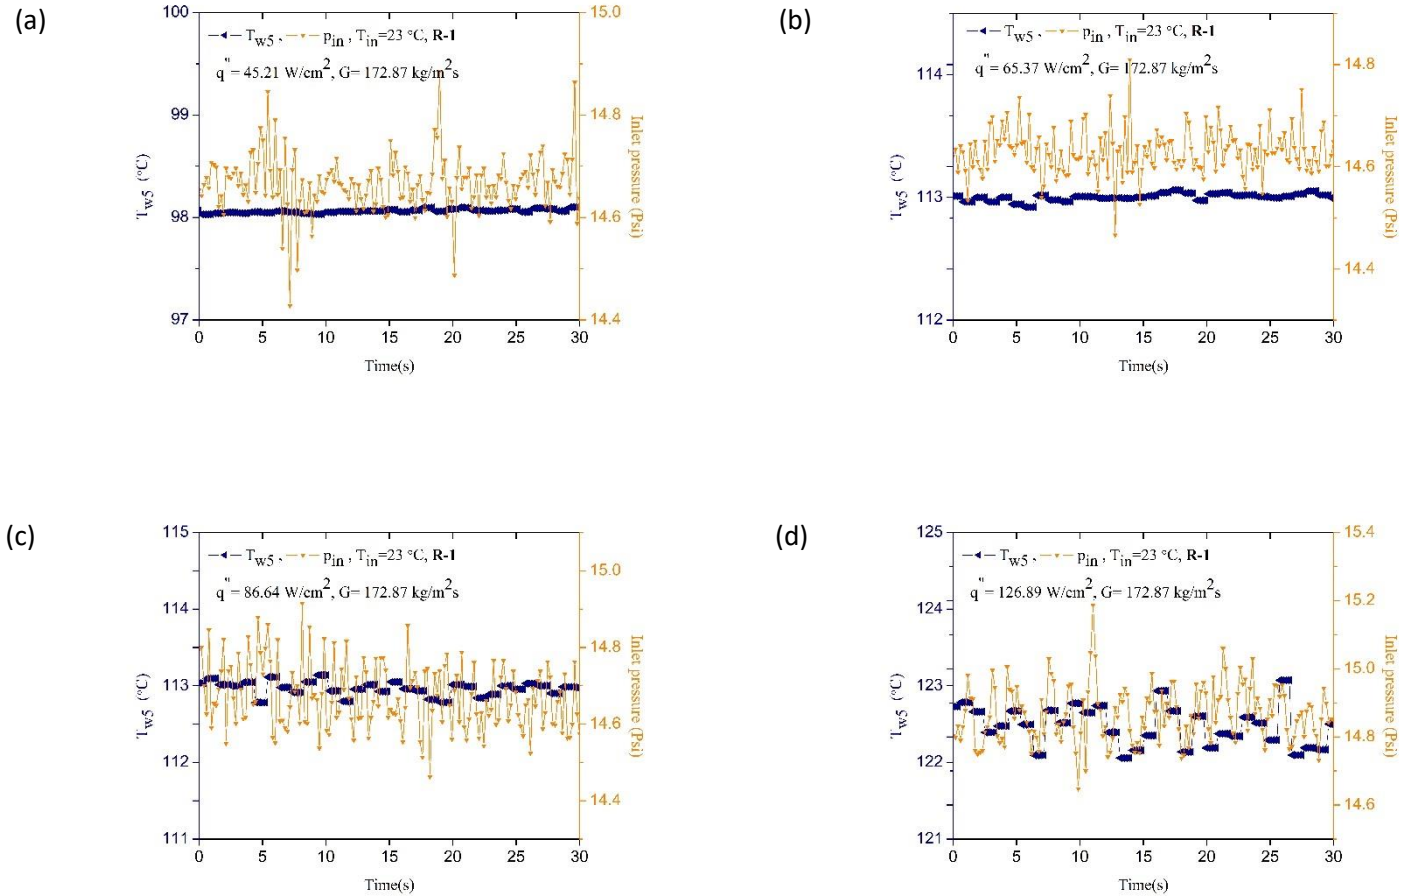 (a)
T_w5 , p_in , T_in=23 °C, R-1
q"= 45.21 W/cm², G= 172.87 kg/m²s
100
99
98
97
T_w5 (°C)
15.0
14.8
14.6
14.4
Inlet pressure (Psi)
0 5 10 15 20 25 30
Time(s)
(b)
T_w5 , p_in , T_in=23 °C, R-1
q"= 65.37 W/cm², G= 172.87 kg/m²s
114
113
112
T_w5 (°C)
14.8
14.6
14.4
Inlet pressure (Psi)
0 5 10 15 20 25 30
Time(s)
(c)
T_w5 , p_in , T_in=23 °C, R-1
q"= 86.64 W/cm², G= 172.87 kg/m²s
115
114
113
112
111
T_w5 (°C)
15.0
14.8
14.6
14.4
Inlet pressure (Psi)
0 5 10 15 20 25 30
Time(s)
(d)
T_w5 , p_in , T_in=23 °C, R-1
q"= 126.89 W/cm², G= 172.87 kg/m²s
125
124
123
122
121
T_w5 (°C)
15.4
15.2
15.0
14.8
14.6
Inlet pressure (Psi)
0 5 10 15 20 25 30
Time(s)